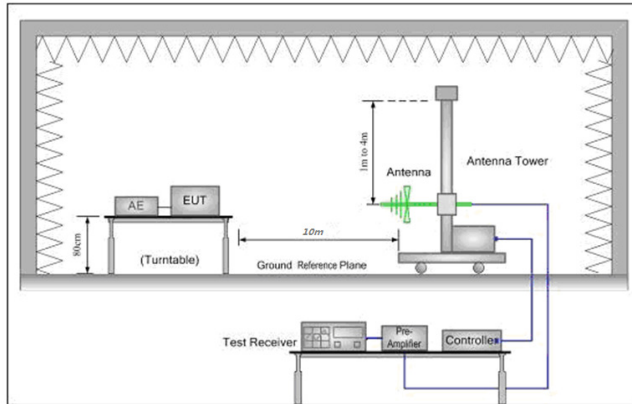 1m to 4m
Antenna
Antenna Tower
AE
EUT
80cm
10m
(Turntable)
Ground Reference Plane
Test Receiver
Pre-
Amplifier
Controller